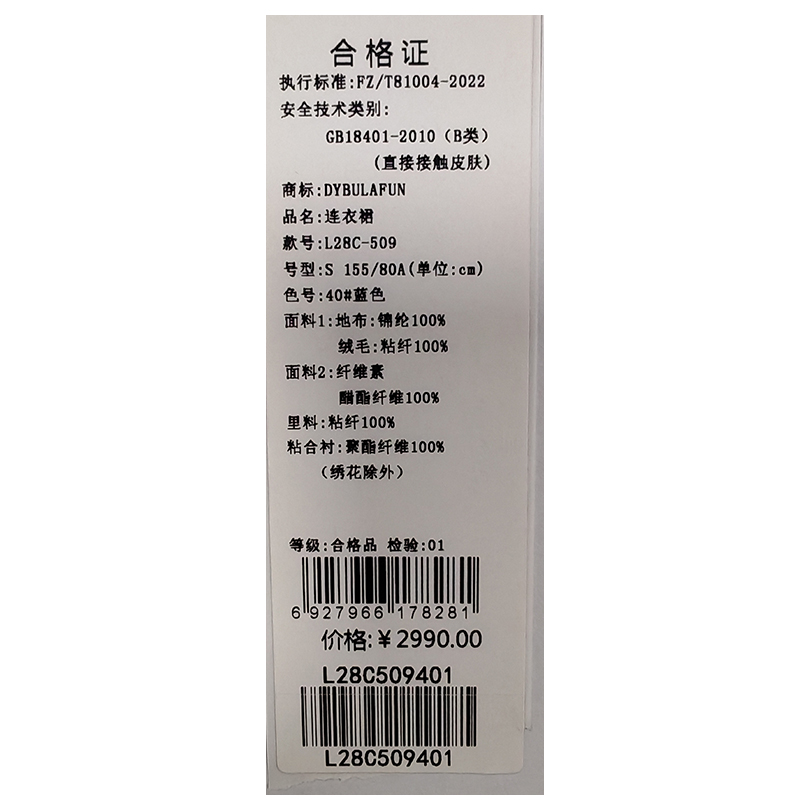 合格证
执行标准:FZ/T81004-2022
安全技术类别:
GB18401-2010(B类)
(直接接触皮肤)
商标:DYBULAFUN
品名:连衣裙
款号:L28C-509
号型:S 155/80A(单位:cm)
色号:40#蓝色
面料1:地布:锦纶100%
绒毛:粘纤100%
面料2:纤维素
醋酯纤维100%
里料:粘纤100%
粘合衬:聚酯纤维100%
(绣花除外)
等级:合格品 检验:01
6 927966 178281
价格:¥2990.00
L28C509401
L28C509401